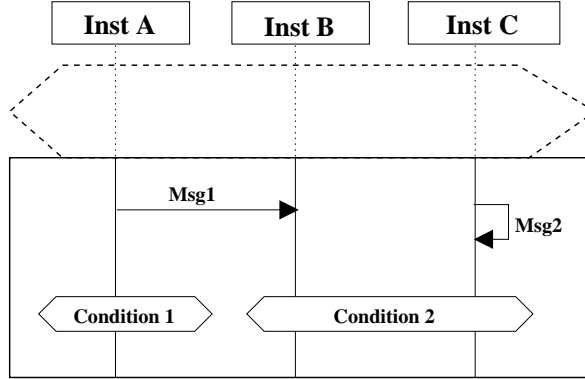 Inst A Inst B Inst C
Msg1
Msg2
Condition 1 Condition 2